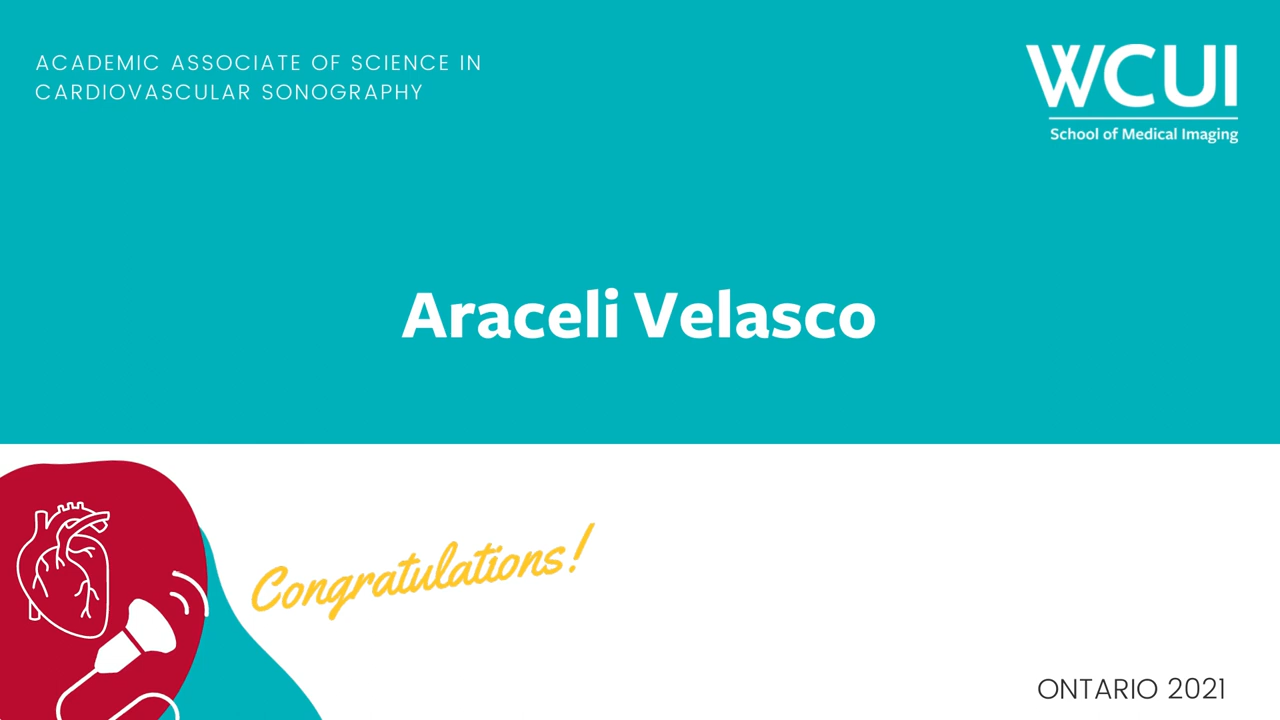 ACADEMIC ASSOCIATE OF SCIENCE IN
CARDIOVASCULAR SONOGRAPHY
WCUI
School of Medical Imaging
Araceli Velasco
Congratulations!
ONTARIO 2021